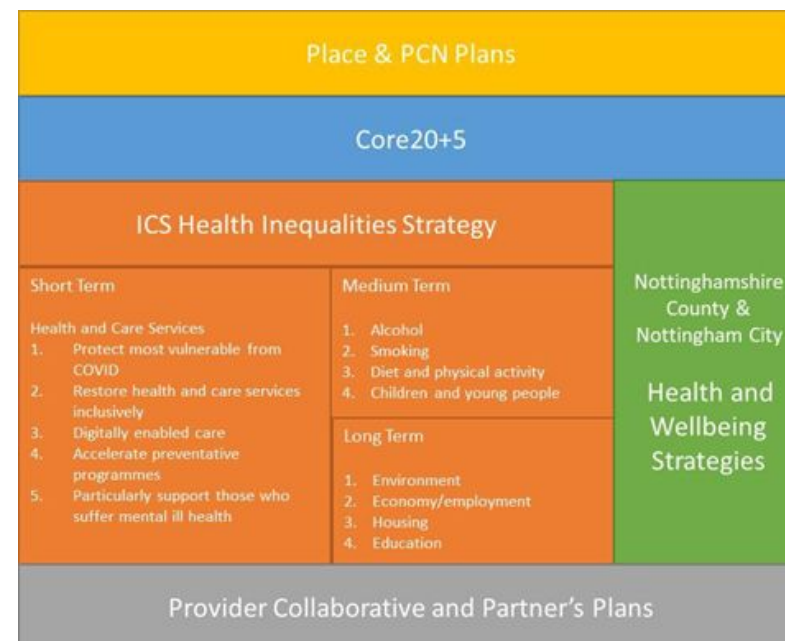 Place & PCN Plans
Core20+5
ICS Health Inequalities Strategy
Short Term
Health and Care Services
1. Protect most vulnerable from
COVID
2. Restore health and care services
inclusively
3. Digitally enabled care
4. Accelerate preventative
programmes
5. Particularly support those who
suffer mental ill health
Medium Term
1. Alcohol
2. Smoking
3. Diet and physical activity
4. Children and young people
Long Term
1. Environment
2. Economy/employment
3. Housing
4. Education
Nottinghamshire
County &
Nottingham City
Health and
Wellbeing
Strategies
Provider Collaborative and Partner's Plans